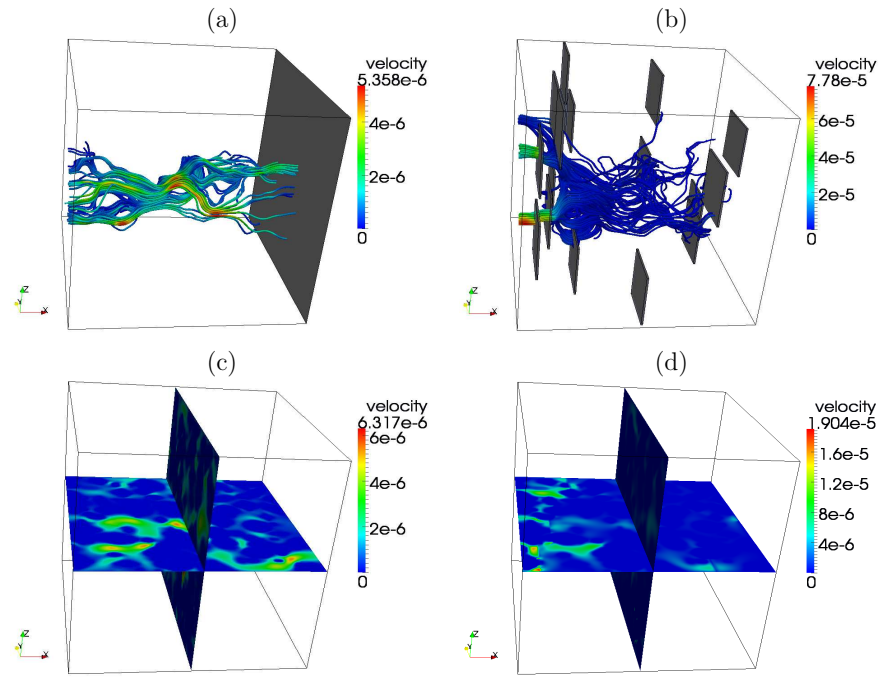 (a)
velocity
5.358e-6
4e-6
2e-6
0
Z
Y
X
(b)
velocity
7.78e-5
6e-5
4e-5
2e-5
0
Z
Y
X
(c)
velocity
6.317e-6
6e-6
4e-6
2e-6
0
Z
Y
X
(d)
velocity
1.904e-5
1.6e-5
1.2e-5
8e-6
4e-6
0
Z
Y
X